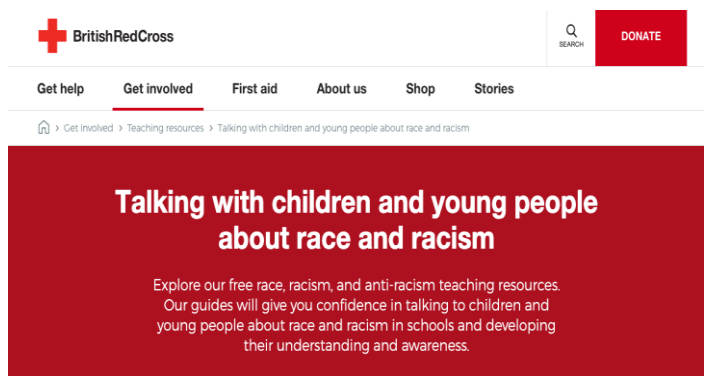 BritishRedCross
SEARCH
DONATE
Get help Get involved First aid About us Shop Stories
> Get involved > Teaching resources > Talking with children and young people about race and racism
Talking with children and young people
about race and racism
Explore our free race, racism, and anti-racism teaching resources.
Our guides will give you confidence in talking to children and
young people about race and racism in schools and developing
their understanding and awareness.